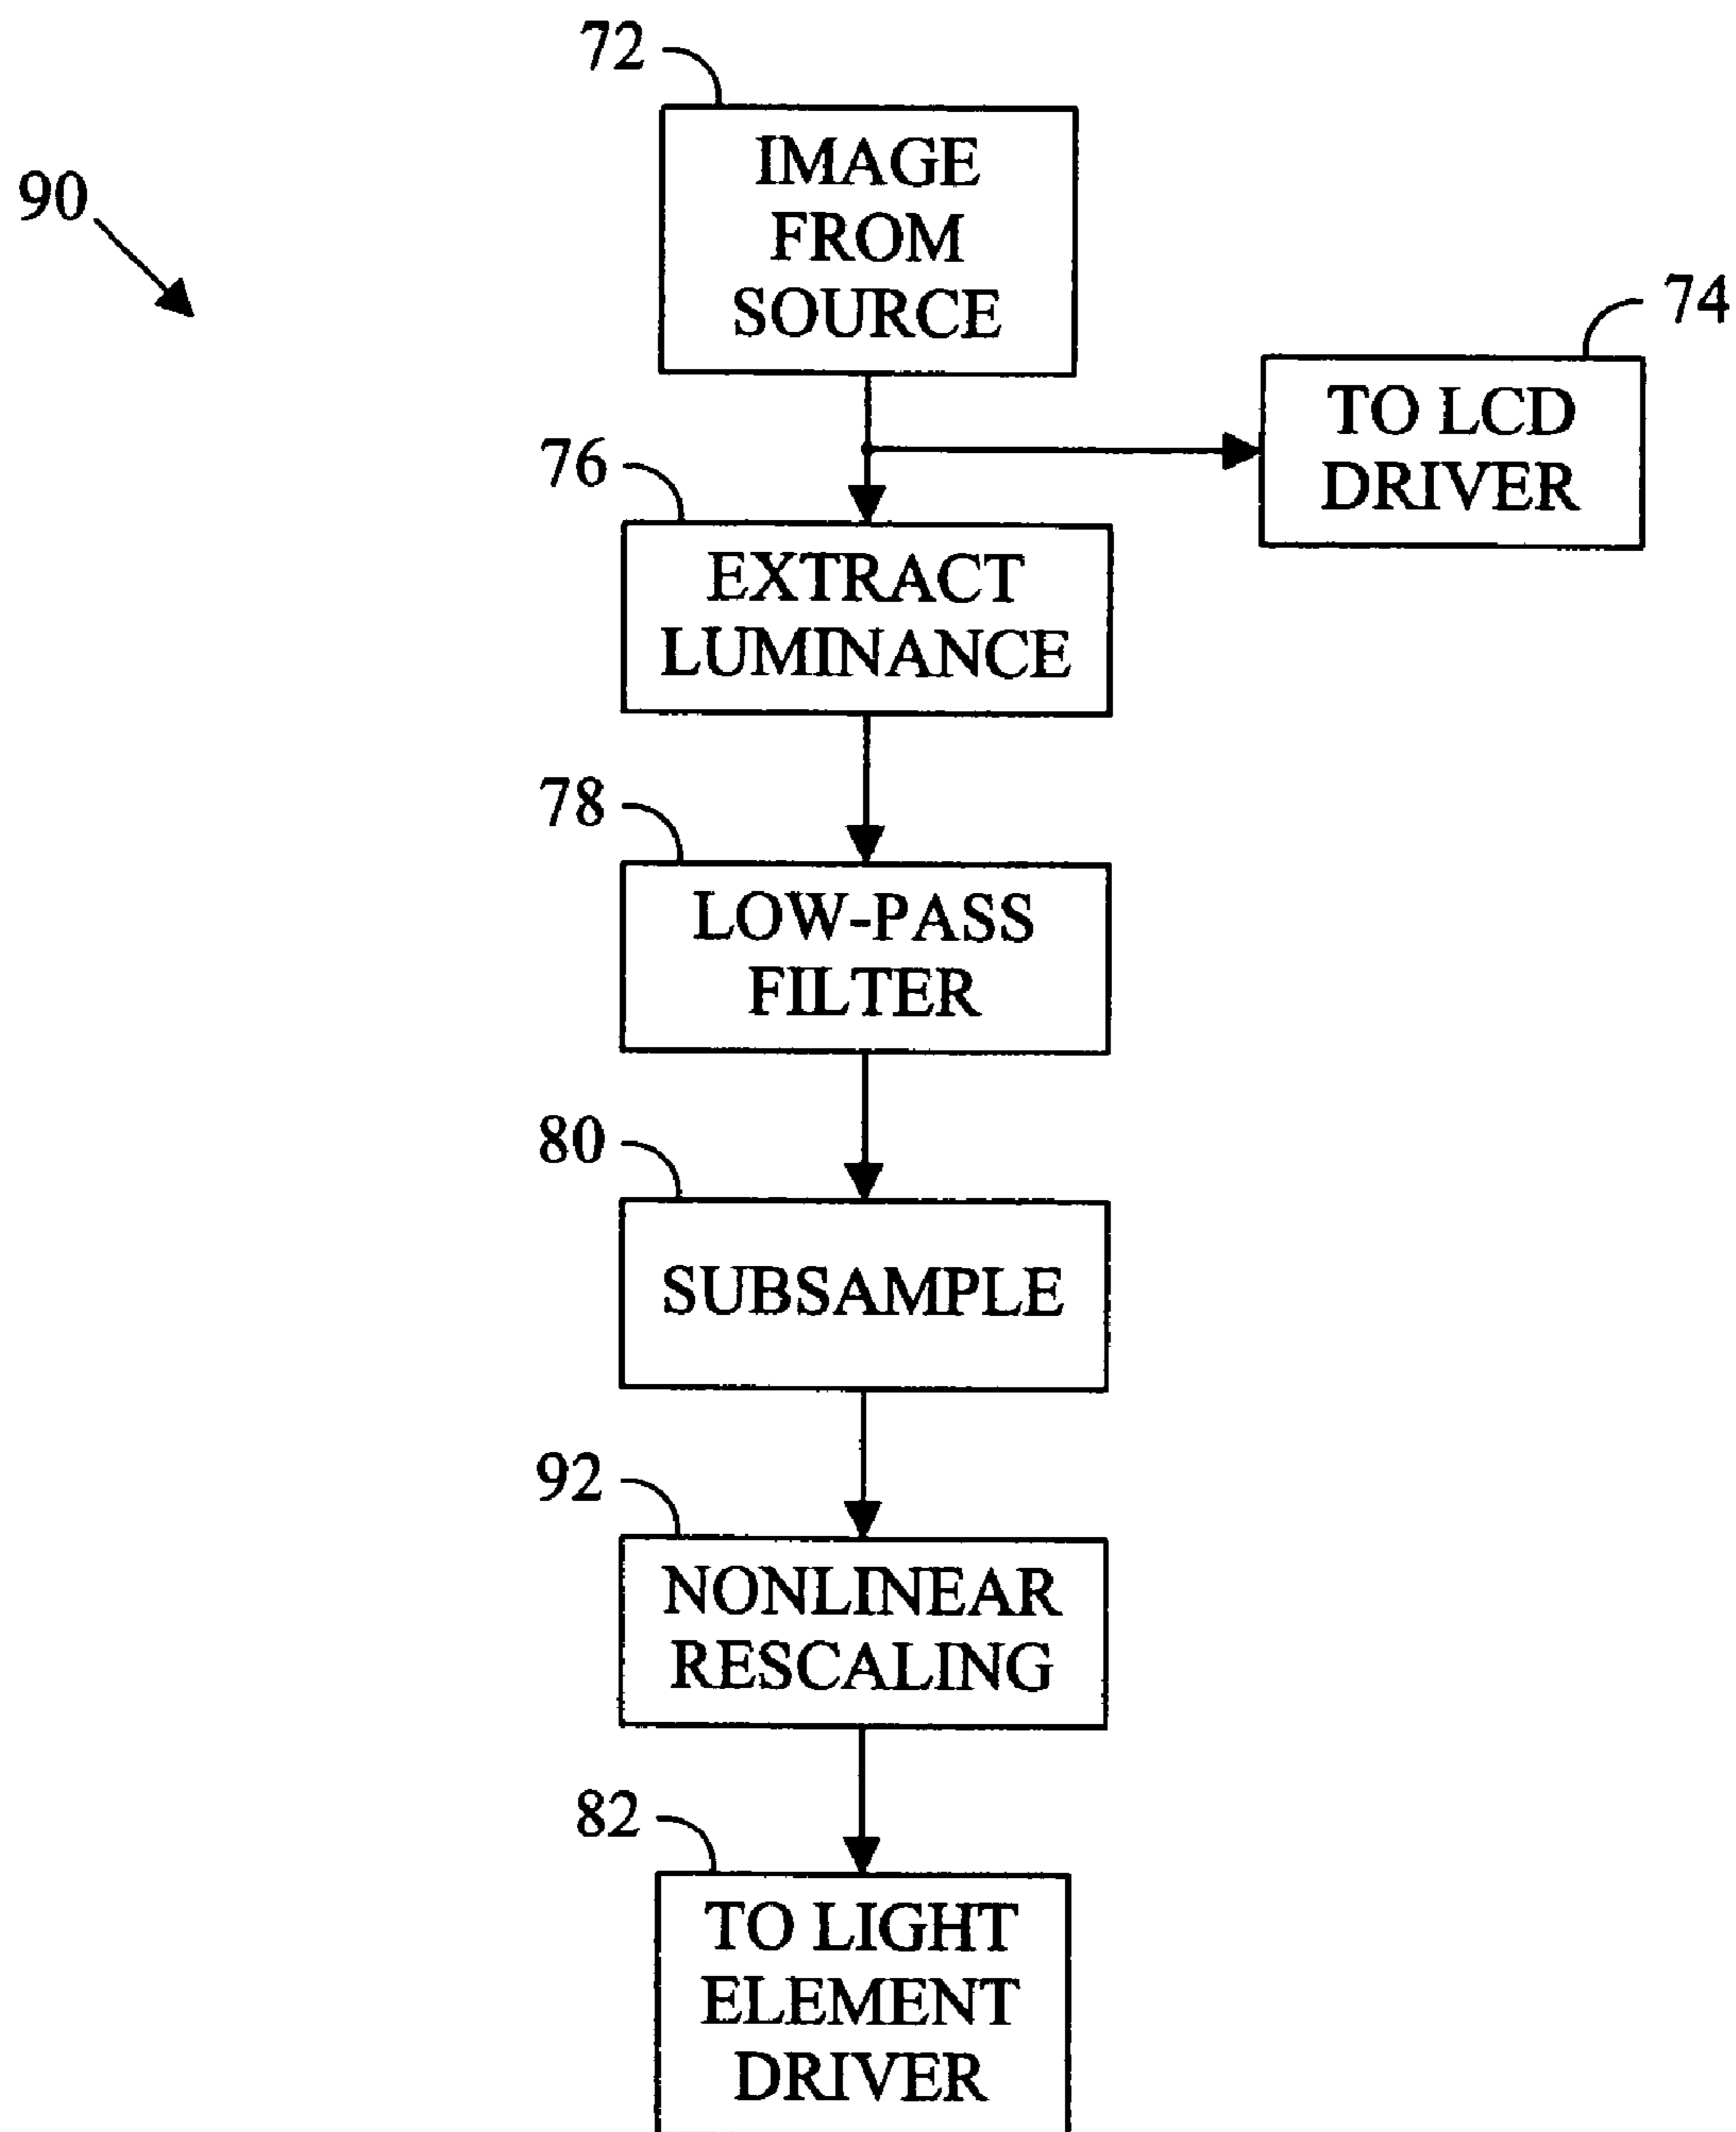 72
IMAGE
FROM
SOURCE
90
74
TO LCD
DRIVER
76
EXTRACT
LUMINANCE
78
LOW-PASS
FILTER
80
SUBSAMPLE
92
NONLINEAR
RESCALING
82
TO LIGHT
ELEMENT
DRIVER